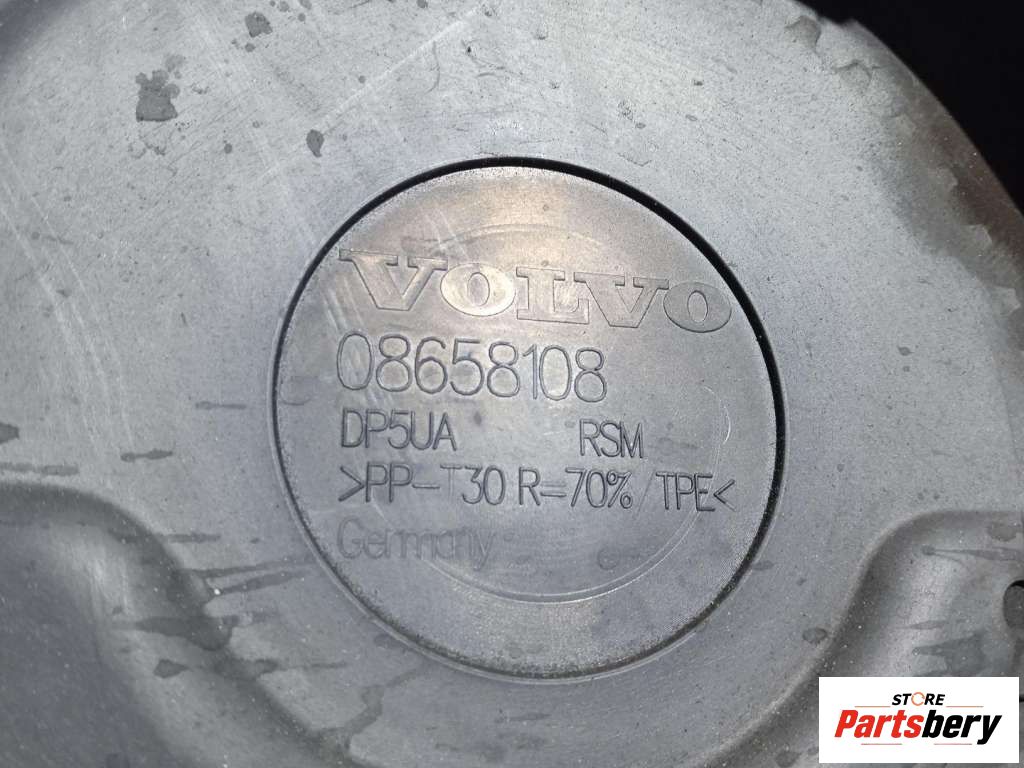 VOLVO
08658108
DP5UA RSM
>PP-T30 R=70% / TPE<
Germany
STORE
Partsbery